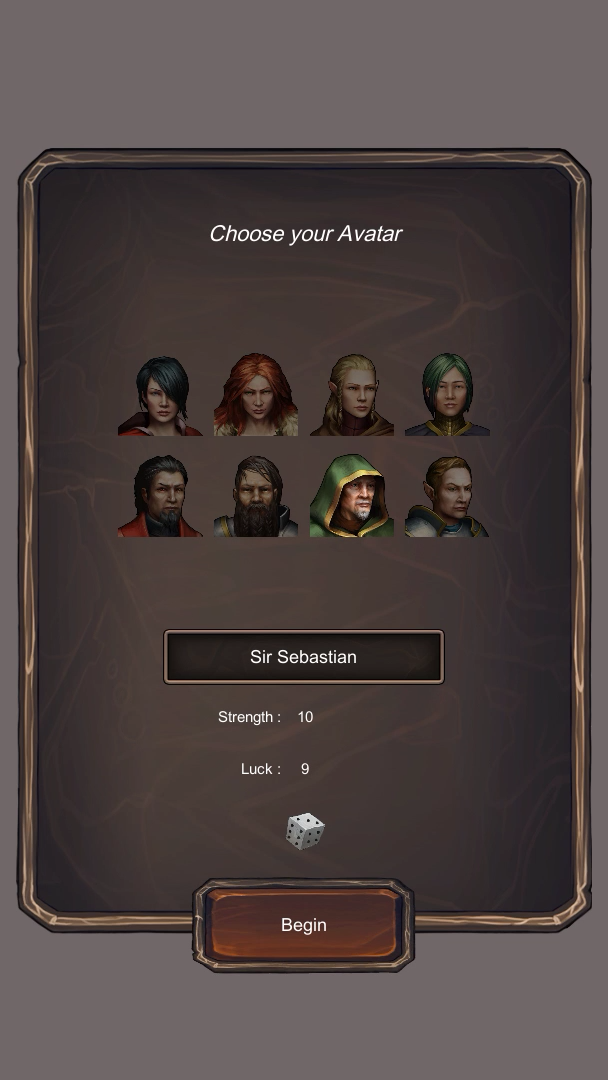 Choose your Avatar
Sir Sebastian
Strength : 10
Luck : 9
Begin